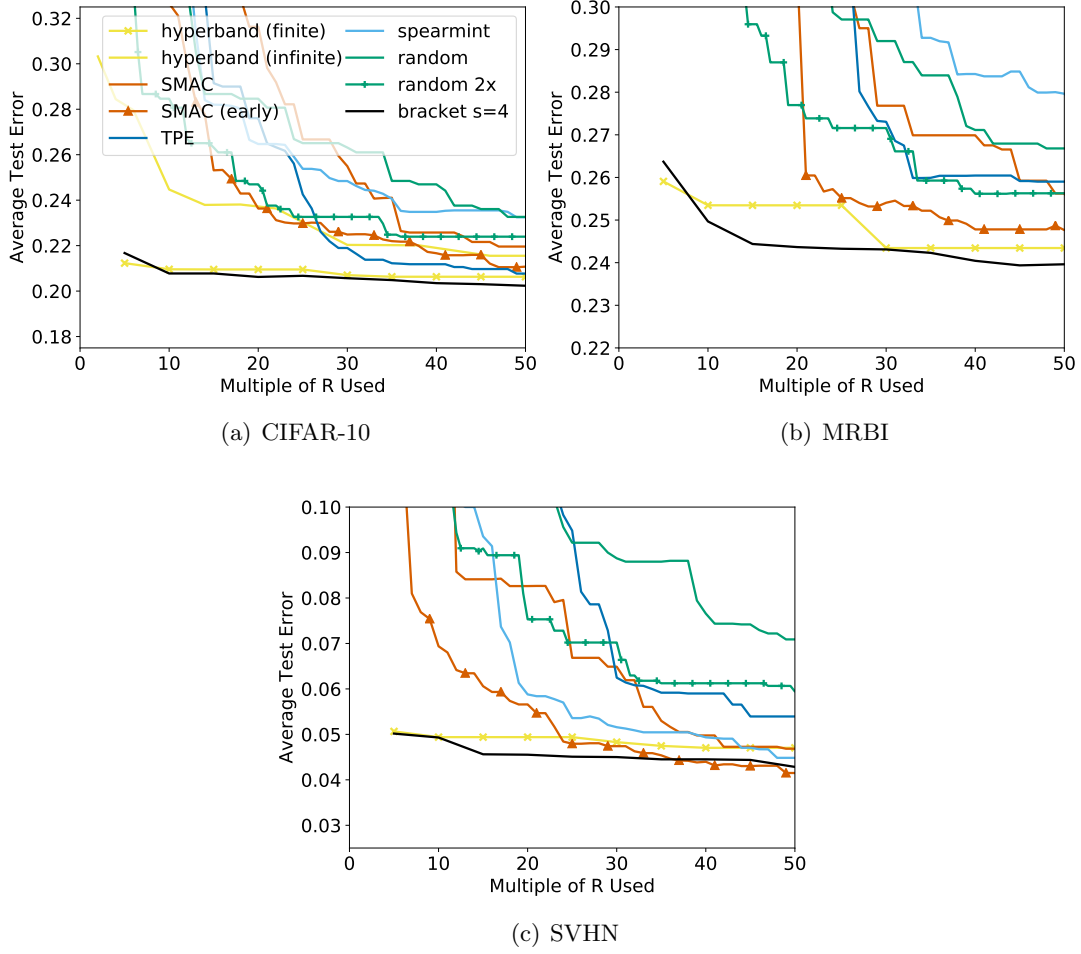 0.32
0.30
0.28
0.26
0.24
0.22
0.20
0.18
Average Test Error
hyperband (finite)
hyperband (infinite)
SMAC
SMAC (early)
TPE
spearmint
random
random 2x
bracket s=4
0 10 20 30 40 50
Multiple of R Used
(a) CIFAR-10
0.30
0.29
0.28
0.27
0.26
0.25
0.24
0.23
0.22
Average Test Error
0 10 20 30 40 50
Multiple of R Used
(b) MRBI
0.10
0.09
0.08
0.07
0.06
0.05
0.04
0.03
Average Test Error
0 10 20 30 40 50
Multiple of R Used
(c) SVHN